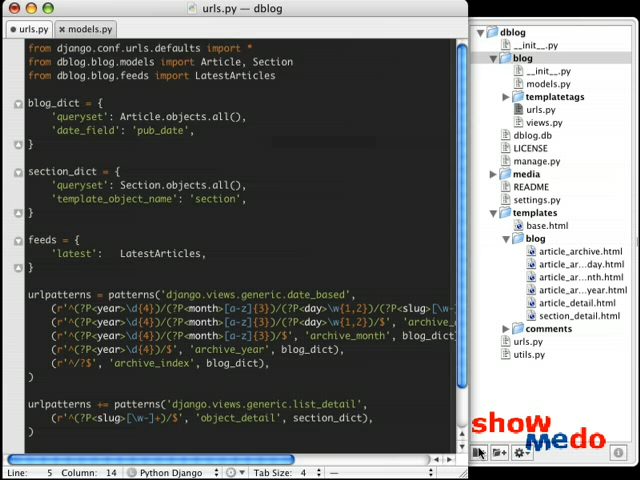 urls.py — dblog
urls.py
models.py
from django.conf.urls.defaults import *
from dblog.blog.models import Article, Section
from dblog.blog.feeds import LatestArticles
blog_dict = {
'queryset': Article.objects.all(),
'date_field': 'pub_date',
}
section_dict = {
'queryset': Section.objects.all(),
'template_object_name': 'section',
}
feeds = {
'latest': LatestArticles,
}
urlpatterns = patterns('django.views.generic.date_based',
(r'^(?P<year>\d{4})/(?P<month>[a-z]{3})/(?P<day>\w{1,2})/(?P<slug>[\w-
(r'^(?P<year>\d{4})/(?P<month>[a-z]{3})/(?P<day>\w{1,2})/$', 'archive_
(r'^(?P<year>\d{4})/(?P<month>[a-z]{3})/$', 'archive_month', blog_dict
(r'^(?P<year>\d{4})/$', 'archive_year', blog_dict),
(r'^/?$', 'archive_index', blog_dict),
)
urlpatterns += patterns('django.views.generic.list_detail',
(r'^(?P<slug>[\w-]+)/$', 'object_detail', section_dict),
)
Line: 5 Column: 14 Python Django Tab Size: 4 —
dblog
__init__.py
blog
__init__.py
models.py
templatetags
urls.py
views.py
dblog.db
LICENSE
manage.py
media
README
settings.py
templates
base.html
blog
article_archive.html
article_ar...day.html
article_ar...nth.html
article_ar...year.html
article_detail.html
section_detail.html
comments
urls.py
utils.py
show
medo